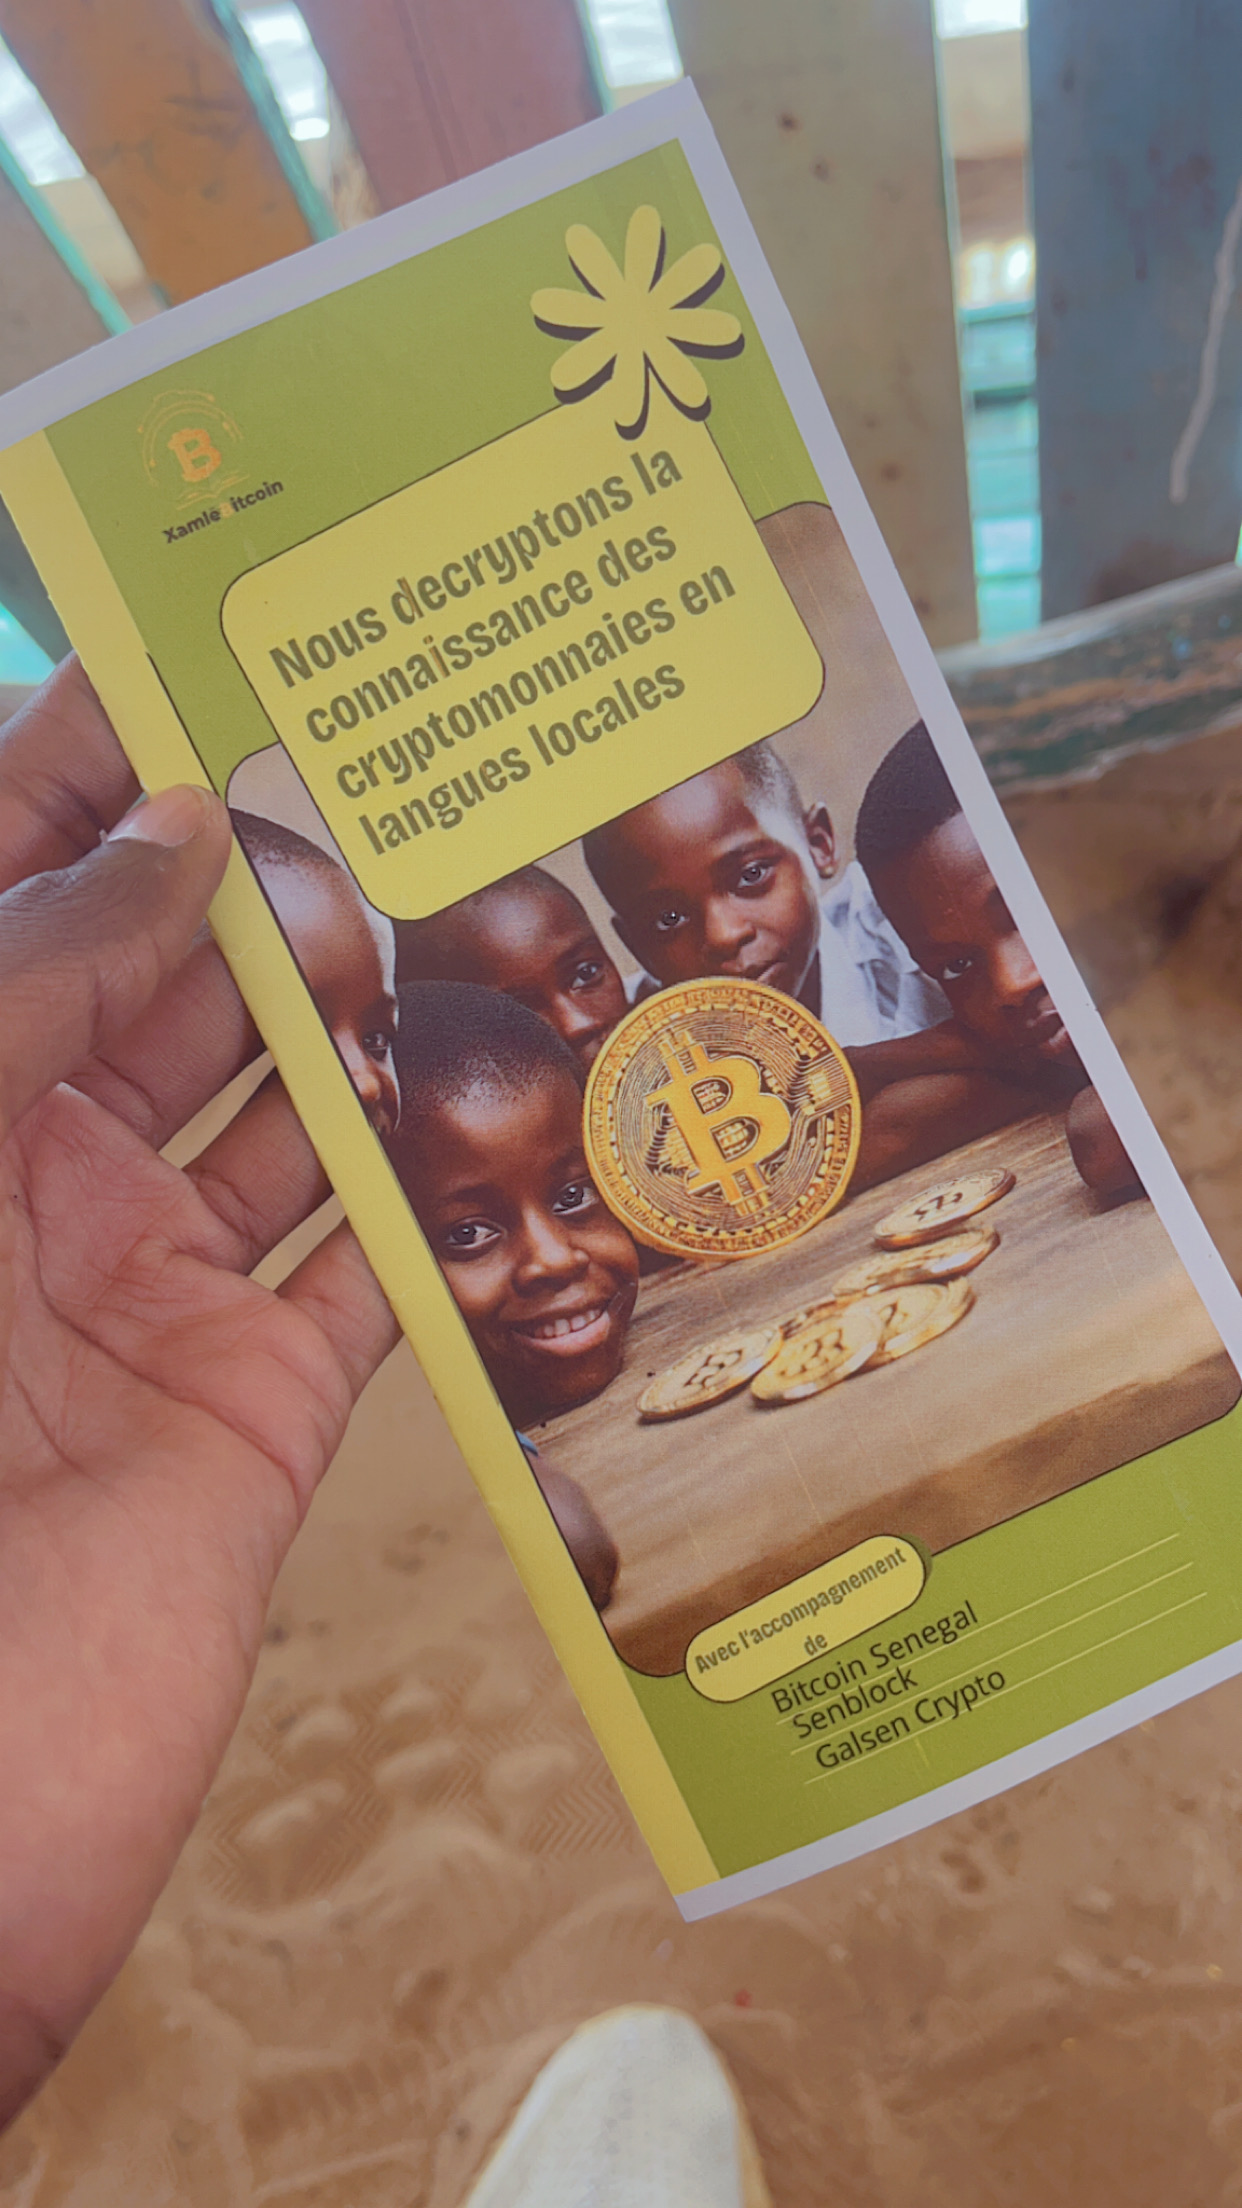 XamleBitcoin
Nous decryptons la
connaissance des
cryptomonnaies en
langues locales
Avec l'accompagnement
de
Bitcoin Senegal
Senblock
Galsen Crypto